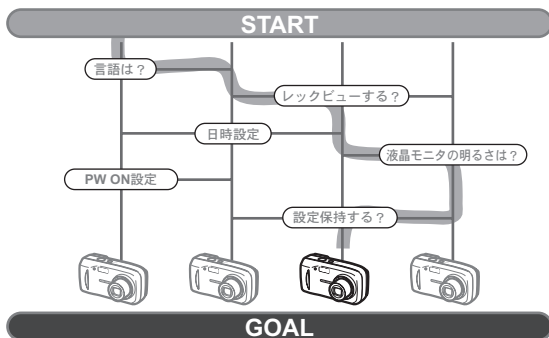 START
言語は？
レックビューする？
日時設定
液晶モニタの明るさは？
PW ON設定
設定保持する？
GOAL